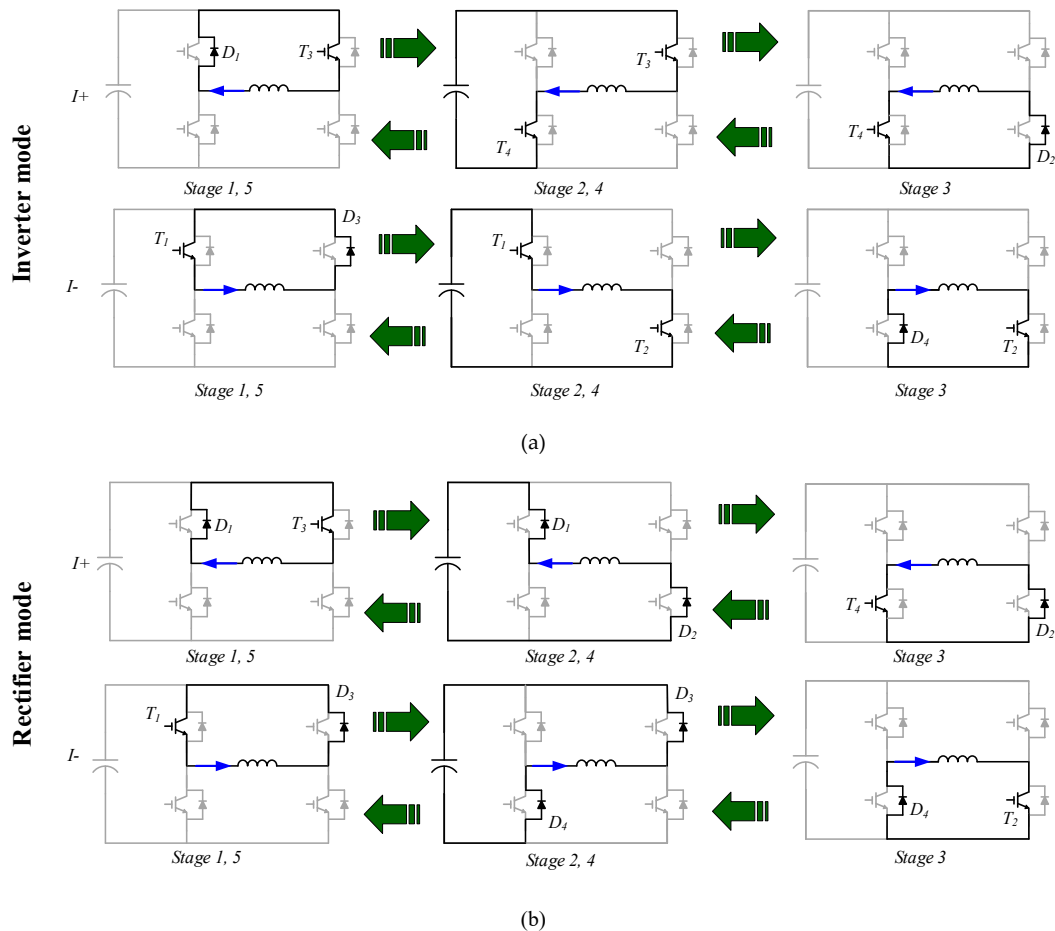 Inverter mode
I+
D1
T3
Stage 1, 5
T3
T4
Stage 2, 4
T4
D2
Stage 3
I-
T1
D3
Stage 1, 5
T1
T2
Stage 2, 4
D4
T2
Stage 3
(a)
Rectifier mode
I+
D1
T3
Stage 1, 5
D1
D2
Stage 2, 4
T4
D2
Stage 3
I-
T1
D3
Stage 1, 5
D3
D4
Stage 2, 4
D4
T2
Stage 3
(b)